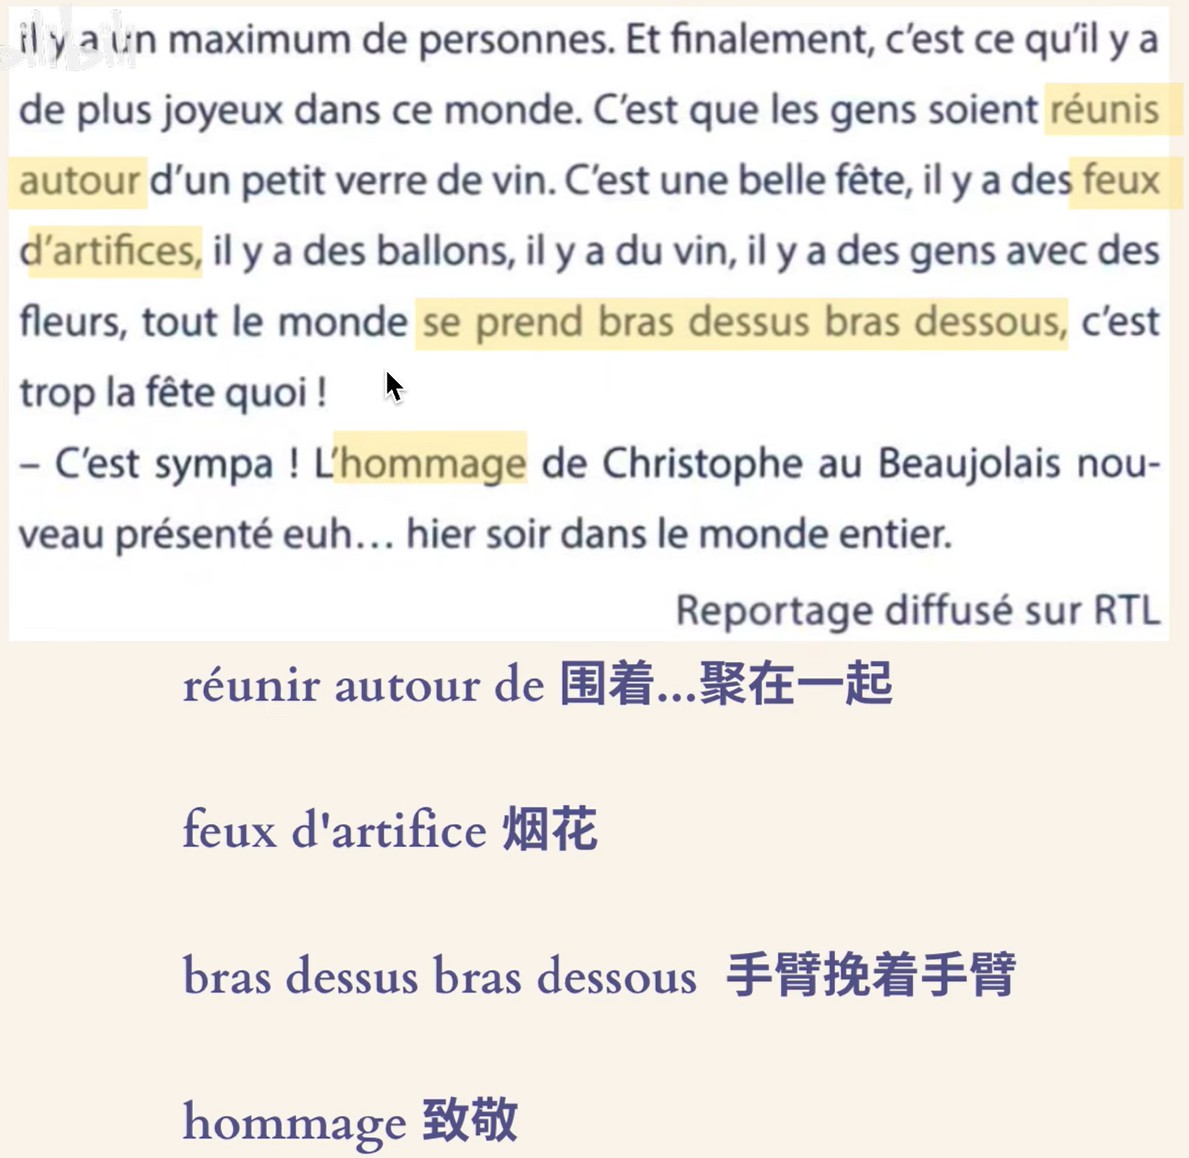 il y a un maximum de personnes. Et finalement, c'est ce qu'il y a
de plus joyeux dans ce monde. C'est que les gens soient réunis
autour d'un petit verre de vin. C'est une belle fête, il y a des feux
d'artifices, il y a des ballons, il y a du vin, il y a des gens avec des
fleurs, tout le monde se prend bras dessus bras dessous, c'est
trop la fête quoi !
– C'est sympa ! L'hommage de Christophe au Beaujolais nou-
veau présenté euh… hier soir dans le monde entier.
Reportage diffusé sur RTL
réunir autour de 围着...聚在一起
feux d'artifice 烟花
bras dessus bras dessous 手臂挽着手臂
hommage 致敬